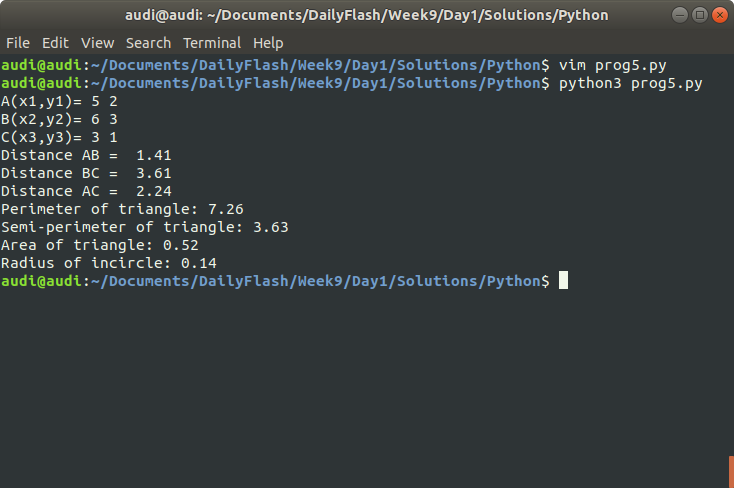 audi@audi: ~/Documents/DailyFlash/Week9/Day1/Solutions/Python
File Edit View Search Terminal Help
audi@audi:~/Documents/DailyFlash/Week9/Day1/Solutions/Python$ vim prog5.py
audi@audi:~/Documents/DailyFlash/Week9/Day1/Solutions/Python$ python3 prog5.py
A(x1,y1)= 5 2
B(x2,y2)= 6 3
C(x3,y3)= 3 1
Distance AB =  1.41
Distance BC =  3.61
Distance AC =  2.24
Perimeter of triangle: 7.26
Semi-perimeter of triangle: 3.63
Area of triangle: 0.52
Radius of incircle: 0.14
audi@audi:~/Documents/DailyFlash/Week9/Day1/Solutions/Python$